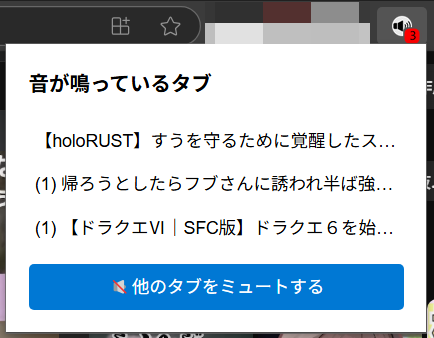 3
音が鳴っているタブ
【holoRUST】すうを守るために覚醒したス...
(1) 帰ろうとしたらフブさんに誘われ半ば強...
(1) 【ドラクエVI｜SFC版】ドラクエ６を始...
他のタブをミュートする